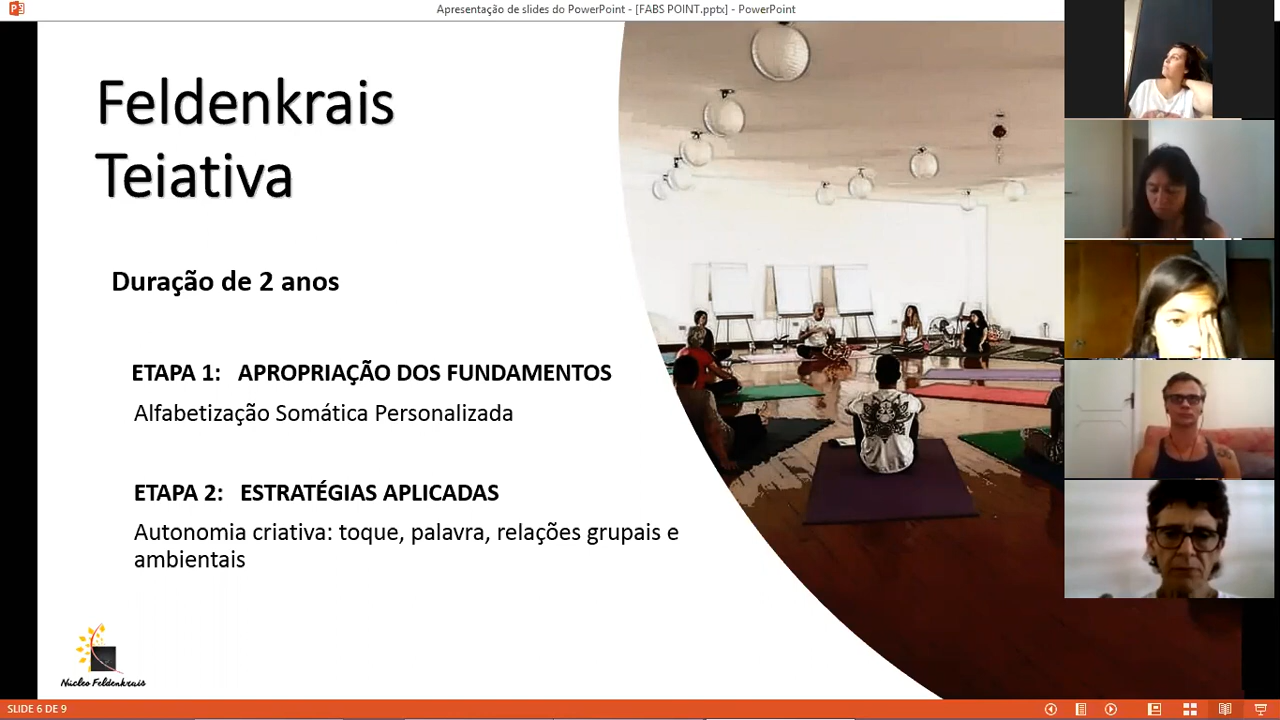 Apresentação de slides do PowerPoint - [FABS POINT.pptx] - PowerPoint
Feldenkrais
Teiativa
Duração de 2 anos
ETAPA 1: APROPRIAÇÃO DOS FUNDAMENTOS
Alfabetização Somática Personalizada
ETAPA 2: ESTRATÉGIAS APLICADAS
Autonomia criativa: toque, palavra, relações grupais e
ambientais
Núcleo Feldenkrais
SLIDE 6 DE 9